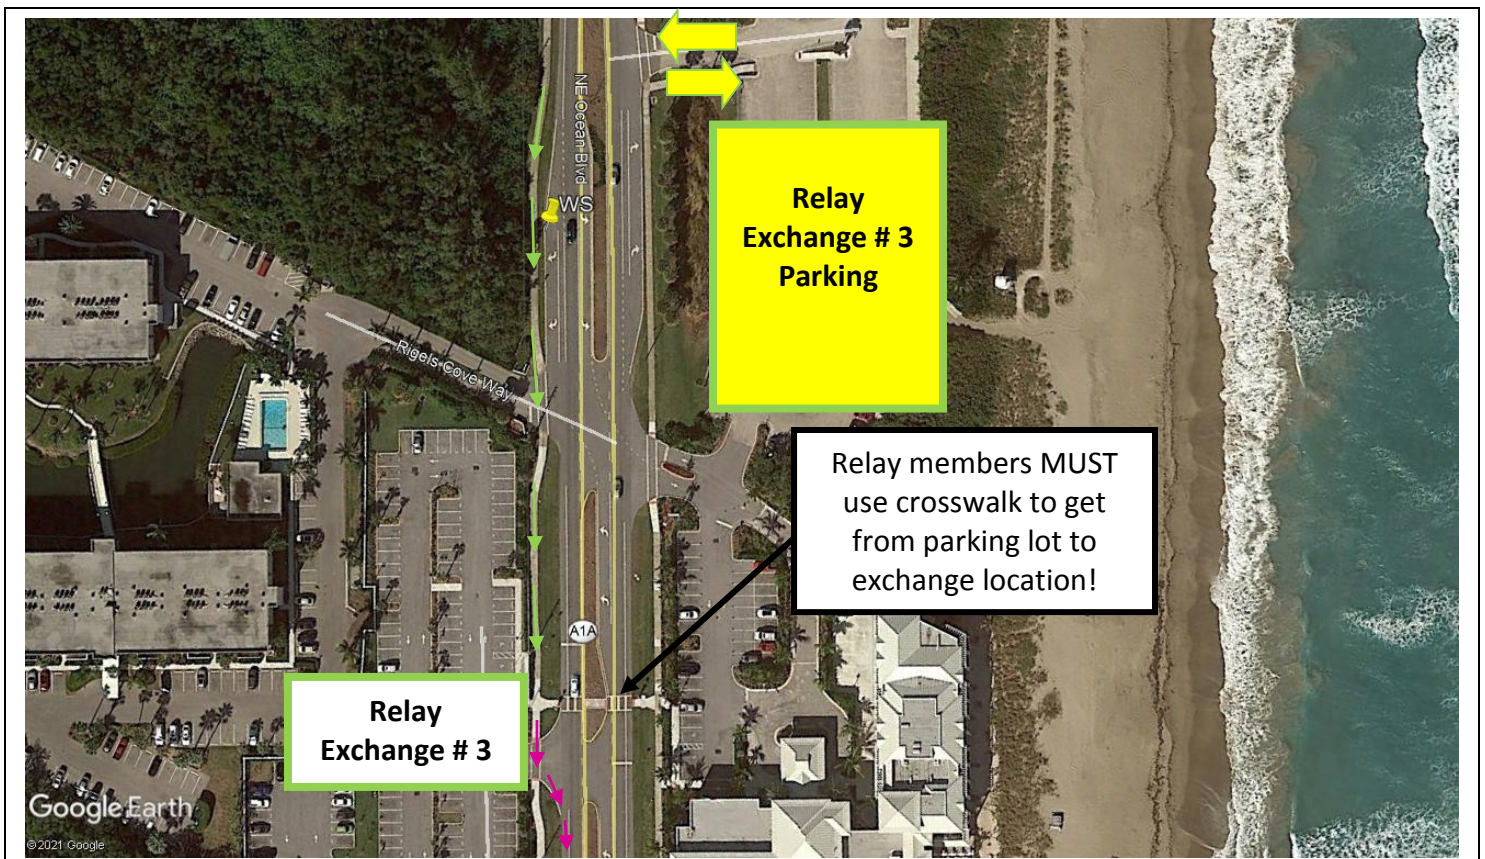 NE Ocean Blvd
WS
Relay
Exchange # 3
Parking
Rigels Cove Way
Relay members MUST
use crosswalk to get
from parking lot to
exchange location!
A1A
Relay
Exchange # 3
Google Earth
©2021 Google